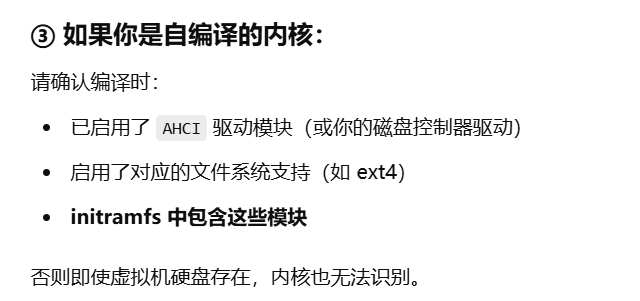 ③ 如果你是自编译的内核：
请确认编译时：
• 已启用了 AHCI 驱动模块（或你的磁盘控制器驱动）
• 启用了对应的文件系统支持（如 ext4）
• initramfs 中包含这些模块
否则即使虚拟机硬盘存在，内核也无法识别。